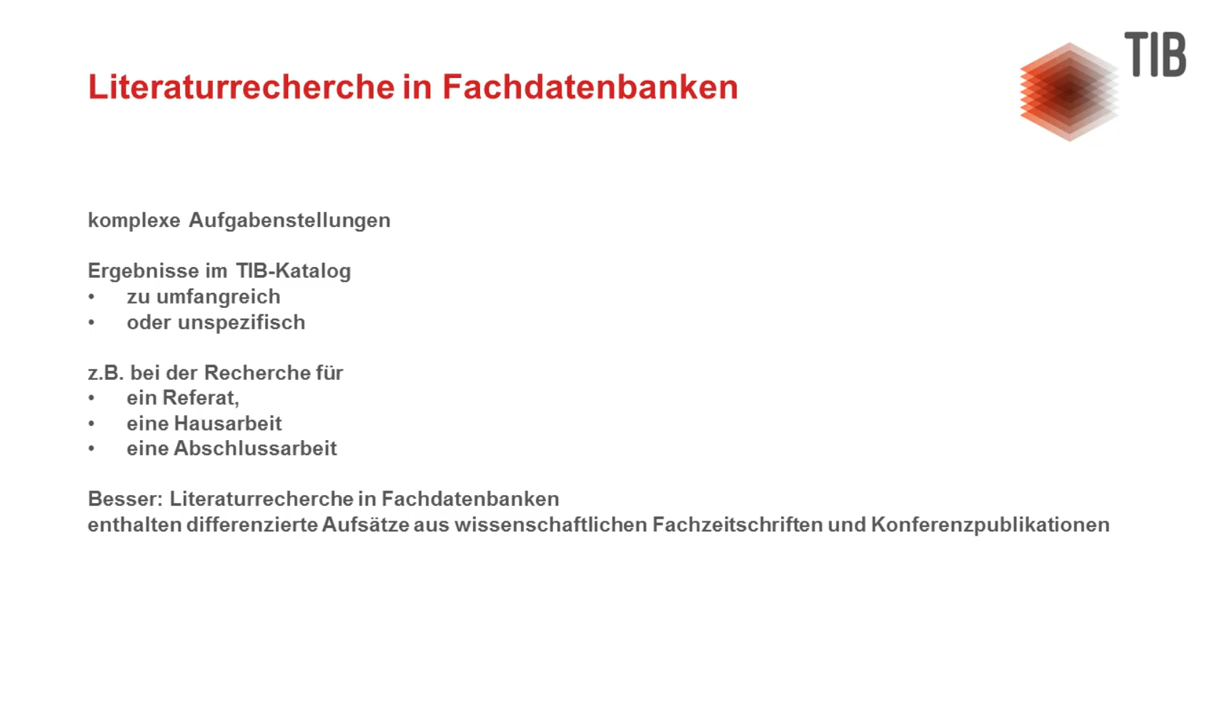 TIB
Literaturrecherche in Fachdatenbanken
komplexe Aufgabenstellungen
Ergebnisse im TIB-Katalog
• zu umfangreich
• oder unspezifisch
z.B. bei der Recherche für
• ein Referat,
• eine Hausarbeit
• eine Abschlussarbeit
Besser: Literaturrecherche in Fachdatenbanken
enthalten differenzierte Aufsätze aus wissenschaftlichen Fachzeitschriften und Konferenzpublikationen